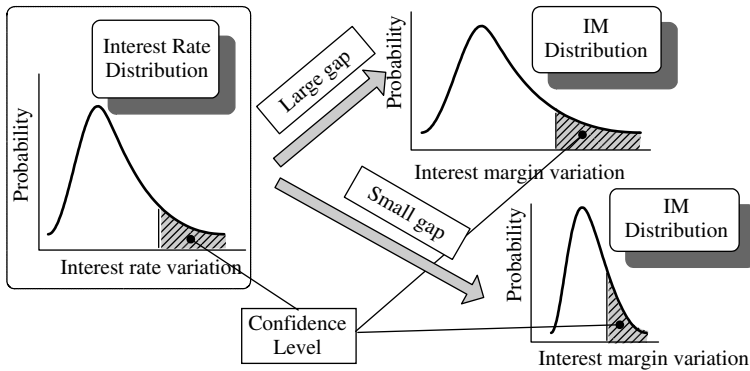 Interest Rate
Distribution
Probability
Interest rate variation
Large gap
Small gap
Probability
IM
Distribution
Interest margin variation
Probability
IM
Distribution
Interest margin variation
Confidence
Level